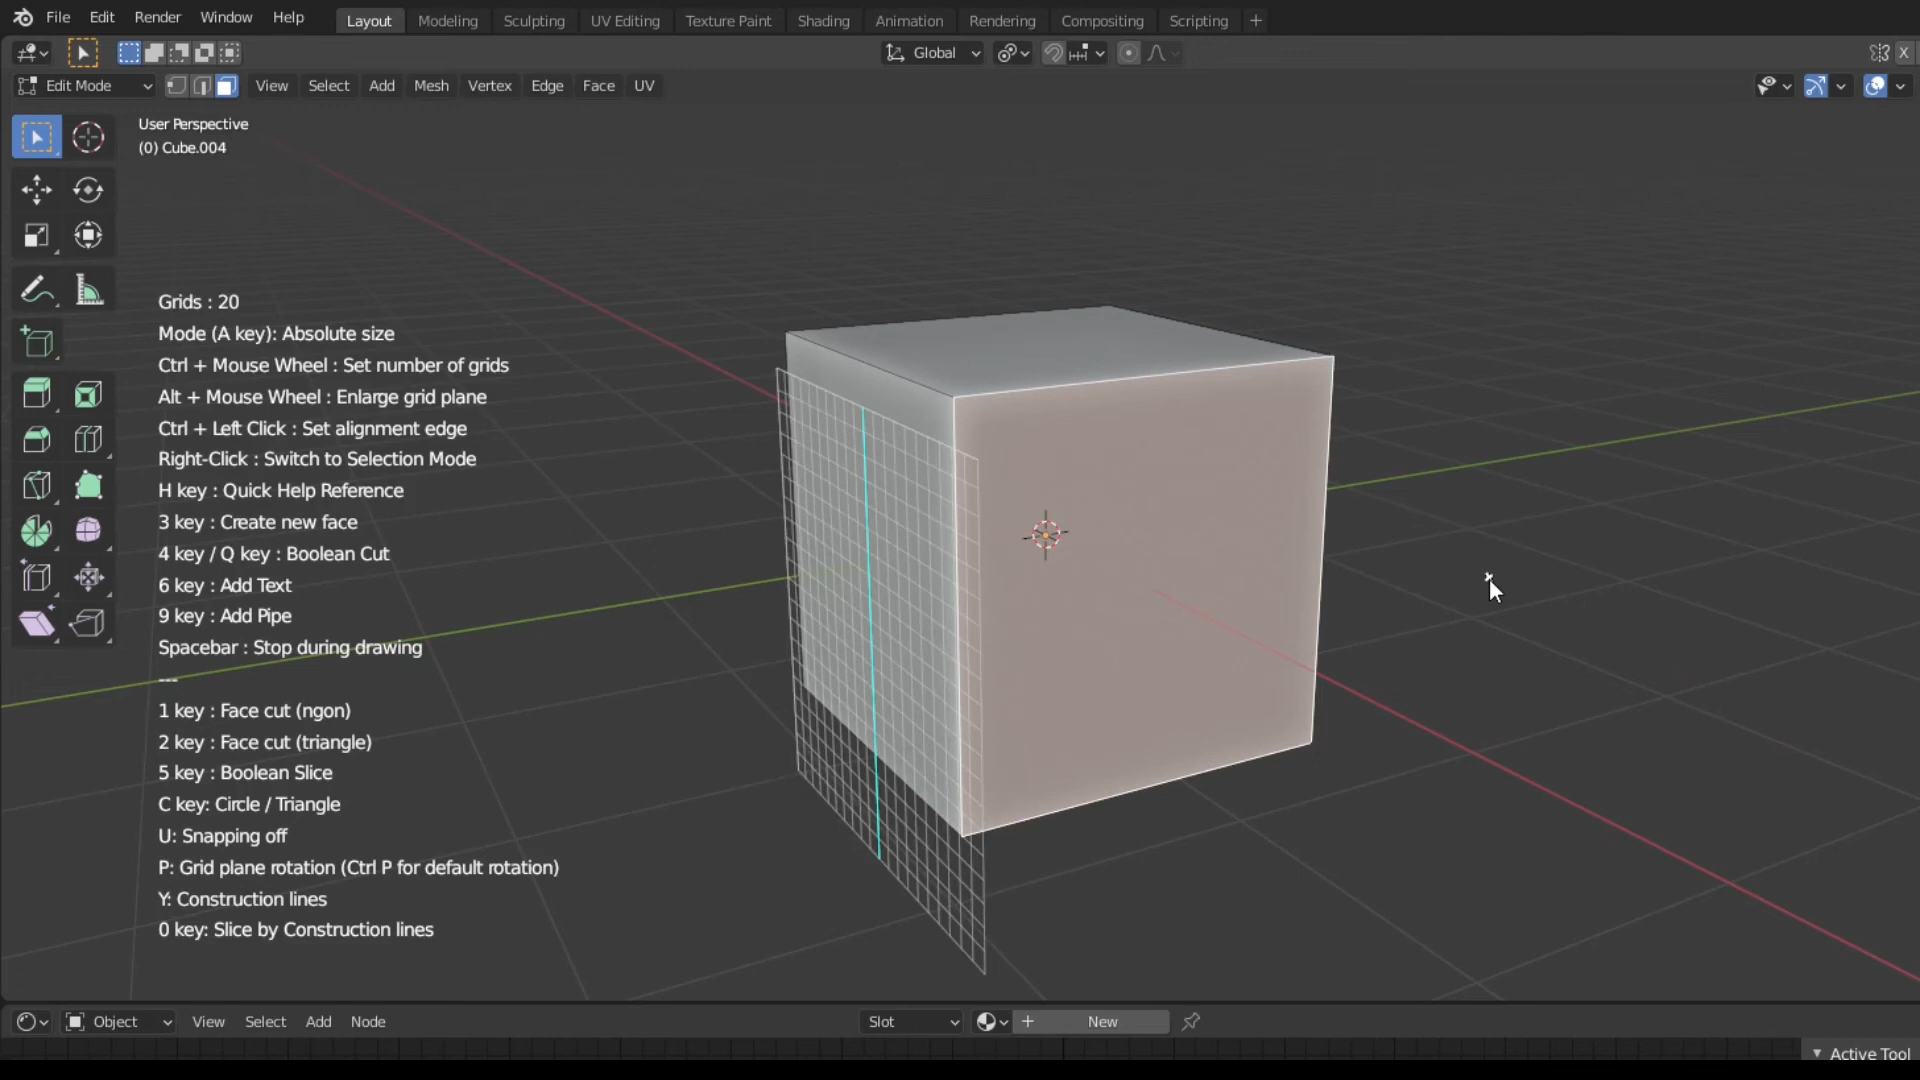 File Edit Render Window Help Layout Modeling Sculpting UV Editing Texture Paint Shading Animation Rendering Compositing Scripting +
Global X
Edit Mode View Select Add Mesh Vertex Edge Face UV
User Perspective
(0) Cube.004
Grids : 20
Mode (A key): Absolute size
Ctrl + Mouse Wheel : Set number of grids
Alt + Mouse Wheel : Enlarge grid plane
Ctrl + Left Click : Set alignment edge
Right-Click : Switch to Selection Mode
H key : Quick Help Reference
3 key : Create new face
4 key / Q key : Boolean Cut
6 key : Add Text
9 key : Add Pipe
Spacebar : Stop during drawing
---
1 key : Face cut (ngon)
2 key : Face cut (triangle)
5 key : Boolean Slice
C key: Circle / Triangle
U: Snapping off
P: Grid plane rotation (Ctrl P for default rotation)
Y: Construction lines
0 key: Slice by Construction lines
Object View Select Add Node Slot + New
Active Tool